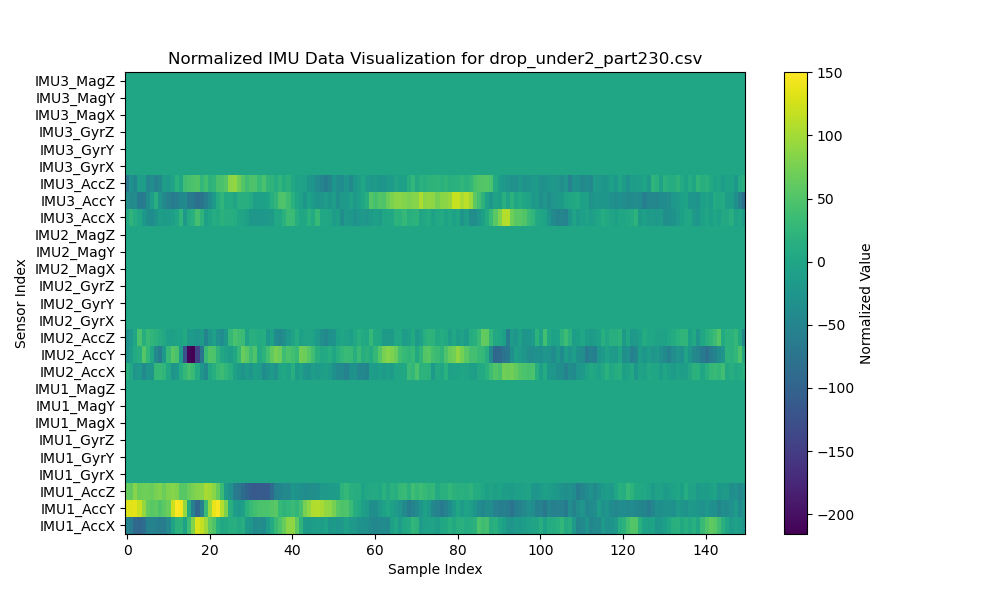 Normalized IMU Data Visualization for drop_under2_part230.csv
Sensor Index
IMU3_MagZ
IMU3_MagY
IMU3_MagX
IMU3_GyrZ
IMU3_GyrY
IMU3_GyrX
IMU3_AccZ
IMU3_AccY
IMU3_AccX
IMU2_MagZ
IMU2_MagY
IMU2_MagX
IMU2_GyrZ
IMU2_GyrY
IMU2_GyrX
IMU2_AccZ
IMU2_AccY
IMU2_AccX
IMU1_MagZ
IMU1_MagY
IMU1_MagX
IMU1_GyrZ
IMU1_GyrY
IMU1_GyrX
IMU1_AccZ
IMU1_AccY
IMU1_AccX
0 20 40 60 80 100 120 140
Sample Index
150
100
50
0
−50
−100
−150
−200
Normalized Value